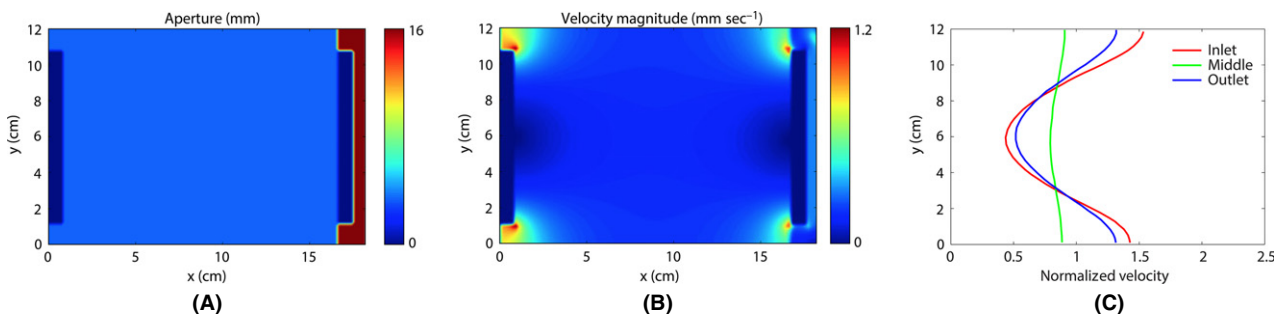 Aperture (mm)
12
10
8
6
4
2
0
y (cm)
0
5
10
15
x (cm)
16
0
(A)
Velocity magnitude (mm sec⁻¹)
12
10
8
6
4
2
0
y (cm)
0
5
10
15
x (cm)
1.2
0
(B)
12
10
8
6
4
2
0
y (cm)
Inlet
Middle
Outlet
0
0.5
1
1.5
2
2.5
Normalized velocity
(C)